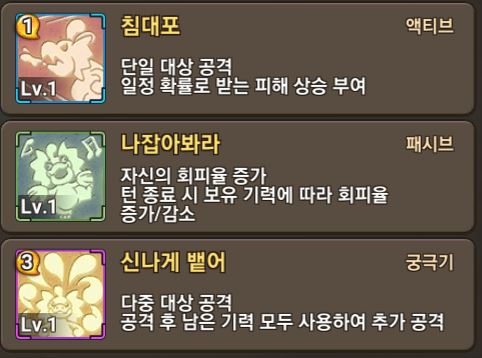 1
침대포
액티브
단일 대상 공격
일정 확률로 받는 피해 상승 부여
Lv.1
나잡아봐라
패시브
자신의 회피율 증가
턴 종료 시 보유 기력에 따라 회피율
증가/감소
Lv.1
3
신나게 뱉어
궁극기
다중 대상 공격
공격 후 남은 기력 모두 사용하여 추가 공격
Lv.1